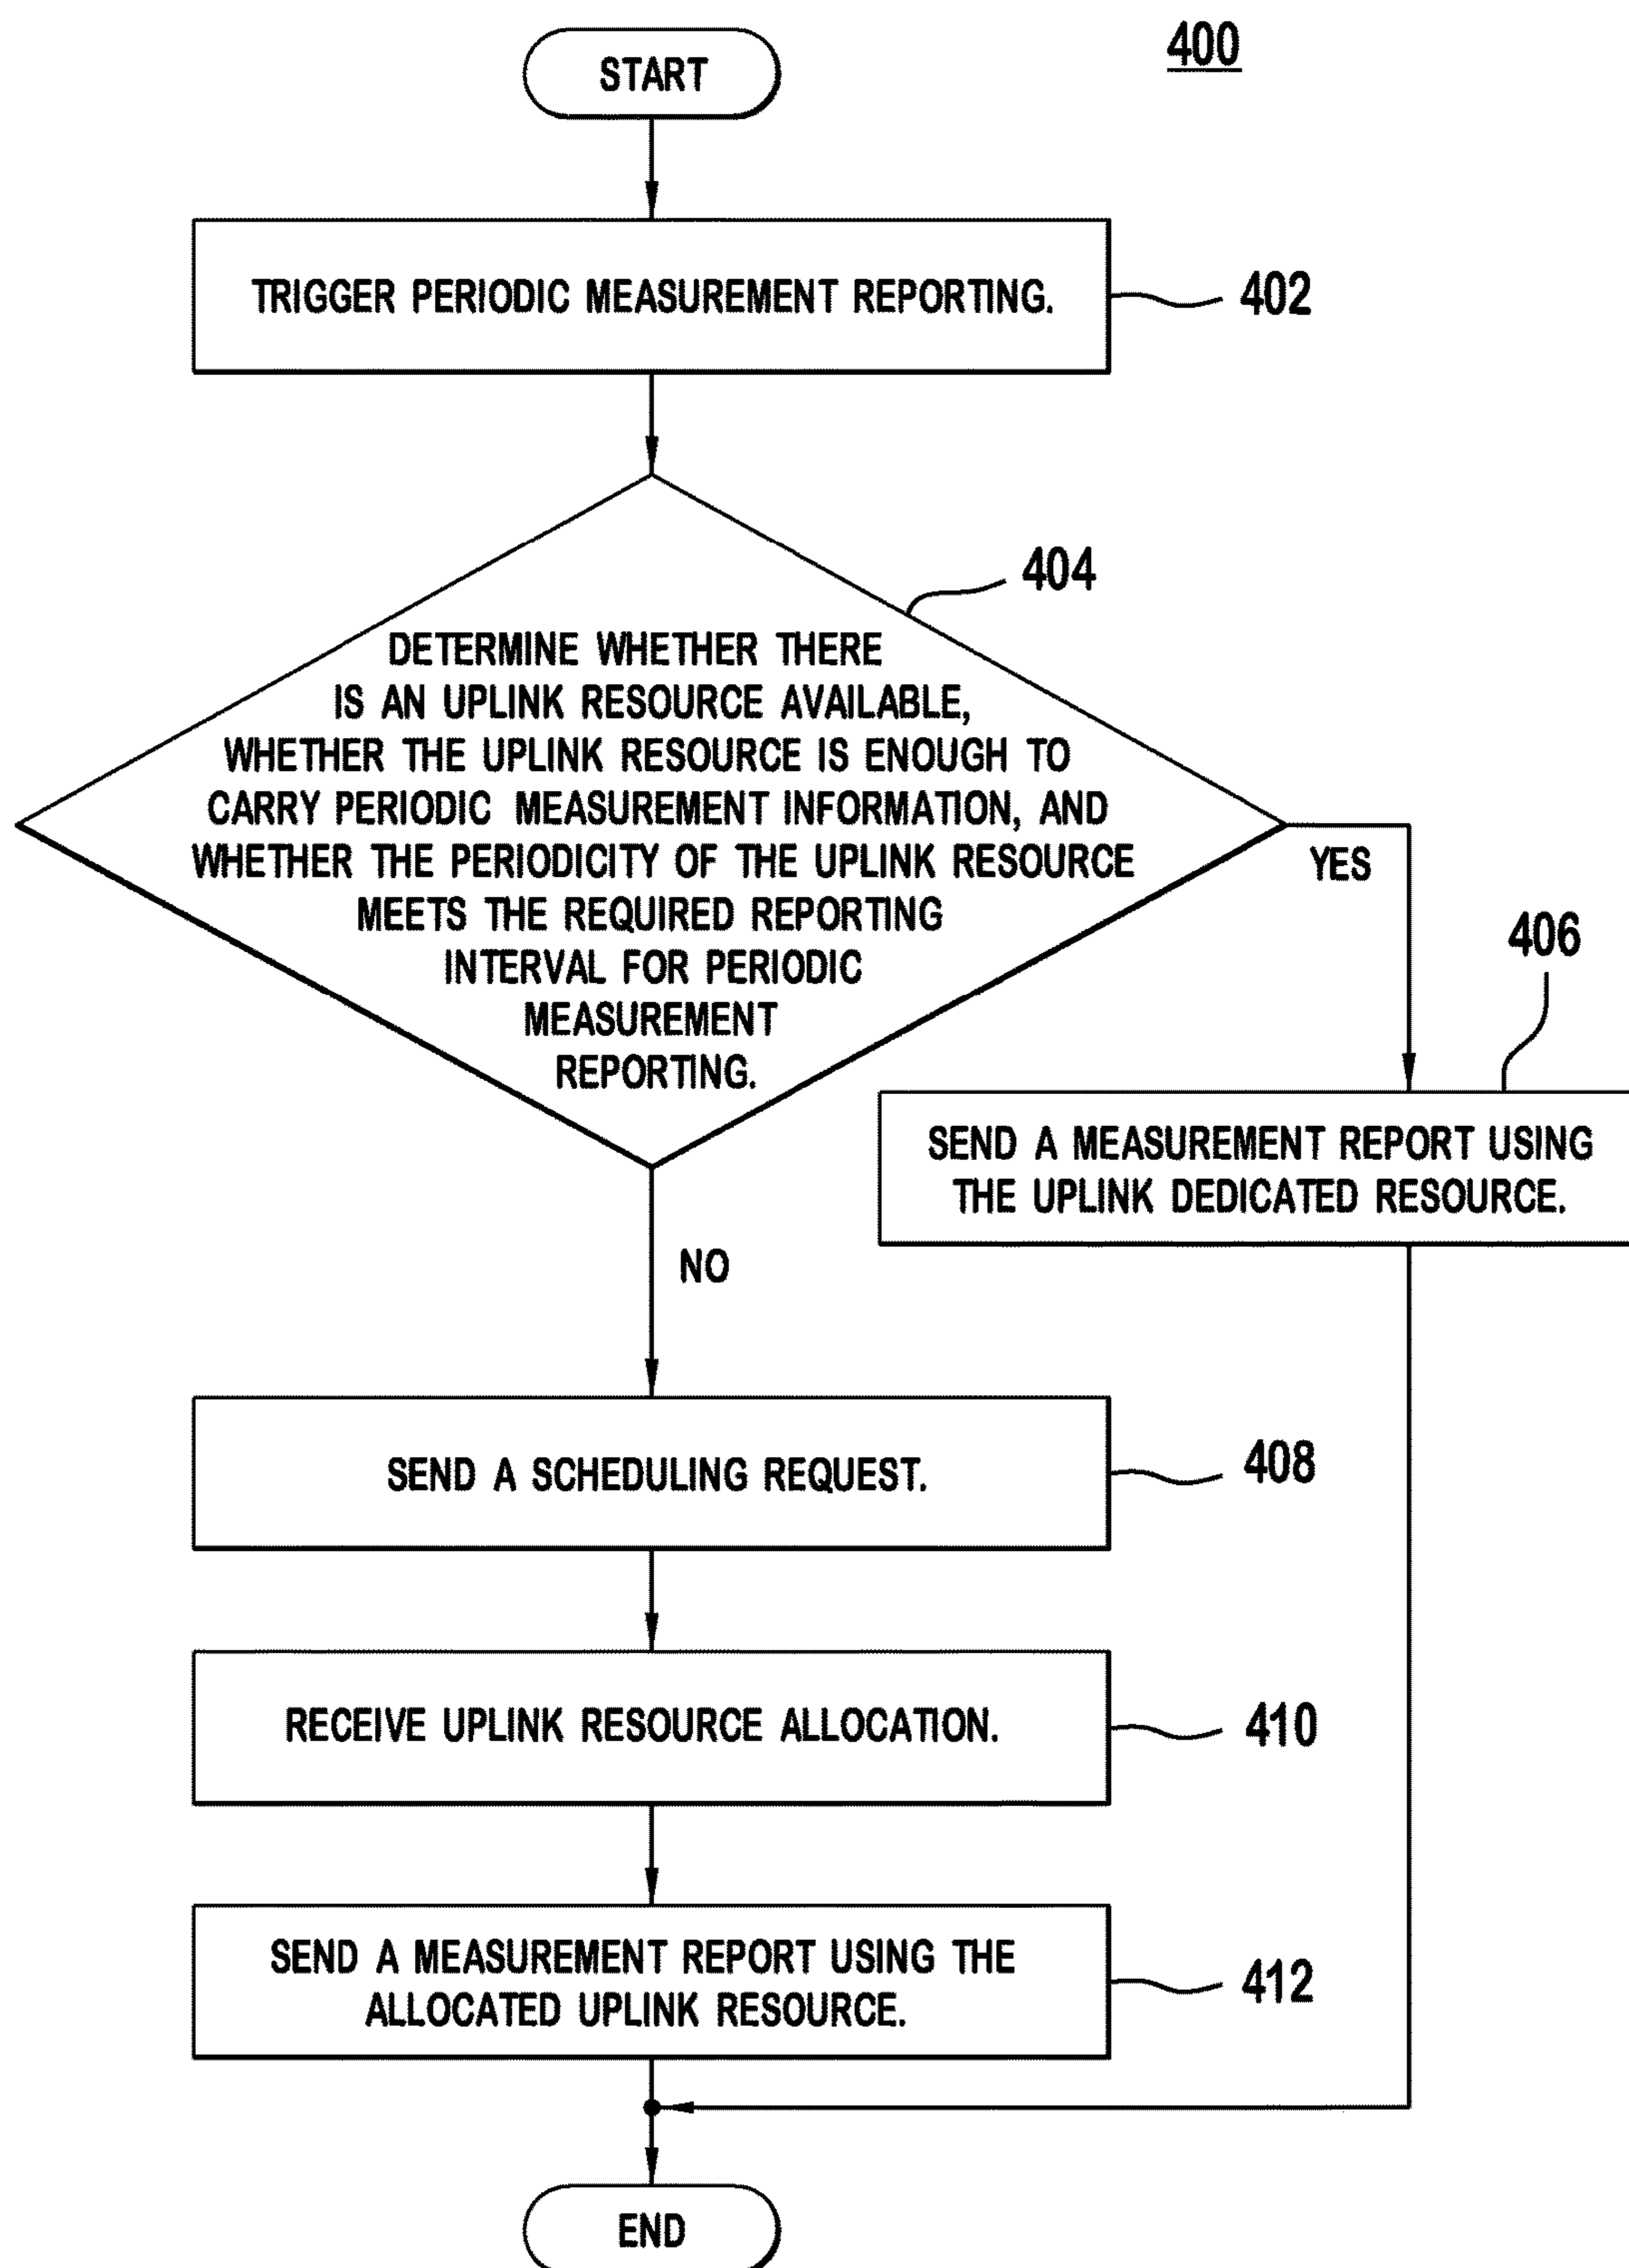 400
START
TRIGGER PERIODIC MEASUREMENT REPORTING.
402
404
DETERMINE WHETHER THERE
IS AN UPLINK RESOURCE AVAILABLE,
WHETHER THE UPLINK RESOURCE IS ENOUGH TO
CARRY PERIODIC MEASUREMENT INFORMATION, AND
WHETHER THE PERIODICITY OF THE UPLINK RESOURCE
MEETS THE REQUIRED REPORTING
INTERVAL FOR PERIODIC
MEASUREMENT
REPORTING.
YES
406
SEND A MEASUREMENT REPORT USING
THE UPLINK DEDICATED RESOURCE.
NO
SEND A SCHEDULING REQUEST.
408
RECEIVE UPLINK RESOURCE ALLOCATION.
410
SEND A MEASUREMENT REPORT USING THE
ALLOCATED UPLINK RESOURCE.
412
END